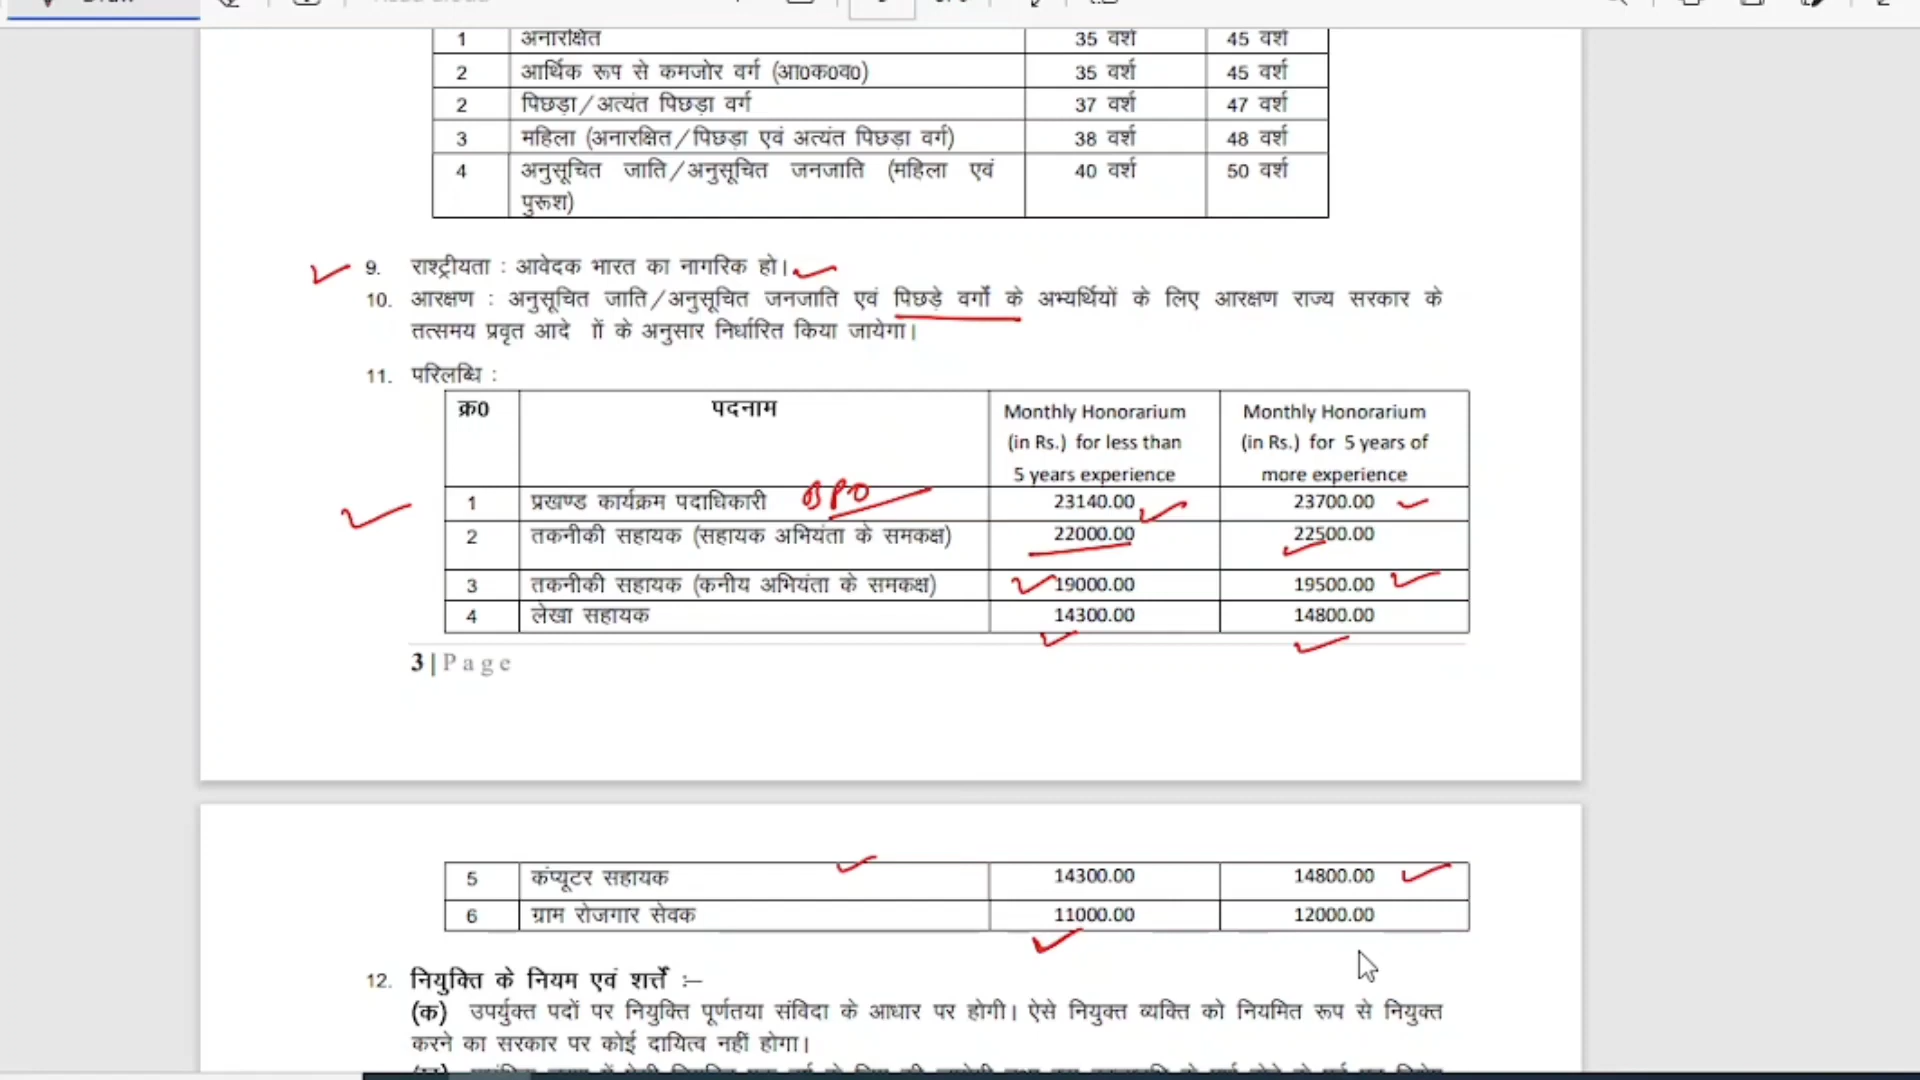 1 अनारक्षित 35 वर्श 45 वर्श
2 आर्थिक रूप से कमजोर वर्ग (आ0क0व0) 35 वर्श 45 वर्श
2 पिछड़ा/अत्यंत पिछड़ा वर्ग 37 वर्श 47 वर्श
3 महिला (अनारक्षित/पिछड़ा एवं अत्यंत पिछड़ा वर्ग) 38 वर्श 48 वर्श
4 अनुसूचित जाति/अनुसूचित जनजाति (महिला एवं 40 वर्श 50 वर्श
पुरूश)
9. राश्ट्रीयता : आवेदक भारत का नागरिक हो।
10. आरक्षण : अनुसूचित जाति/अनुसूचित जनजाति एवं पिछड़े वर्गों के अभ्यर्थियों के लिए आरक्षण राज्य सरकार के
तत्समय प्रवृत आदे ाों के अनुसार निर्धारित किया जायेगा।
11. परिलब्धि :
क्र0 पदनाम Monthly Honorarium Monthly Honorarium
(in Rs.) for less than (in Rs.) for 5 years of
5 years experience more experience
1 प्रखण्ड कार्यक्रम पदाधिकारी BPO 23140.00 23700.00
2 तकनीकी सहायक (सहायक अभियंता के समकक्ष) 22000.00 22500.00
3 तकनीकी सहायक (कनीय अभियंता के समकक्ष) 19000.00 19500.00
4 लेखा सहायक 14300.00 14800.00
3 | Page
5 कंप्यूटर सहायक 14300.00 14800.00
6 ग्राम रोजगार सेवक 11000.00 12000.00
12. नियुक्ति के नियम एवं शर्त्तें :–
(क) उपर्युक्त पदों पर नियुक्ति पूर्णतया संविदा के आधार पर होगी। ऐसे नियुक्त व्यक्ति को नियमित रूप से नियुक्त
करने का सरकार पर कोई दायित्व नहीं होगा।